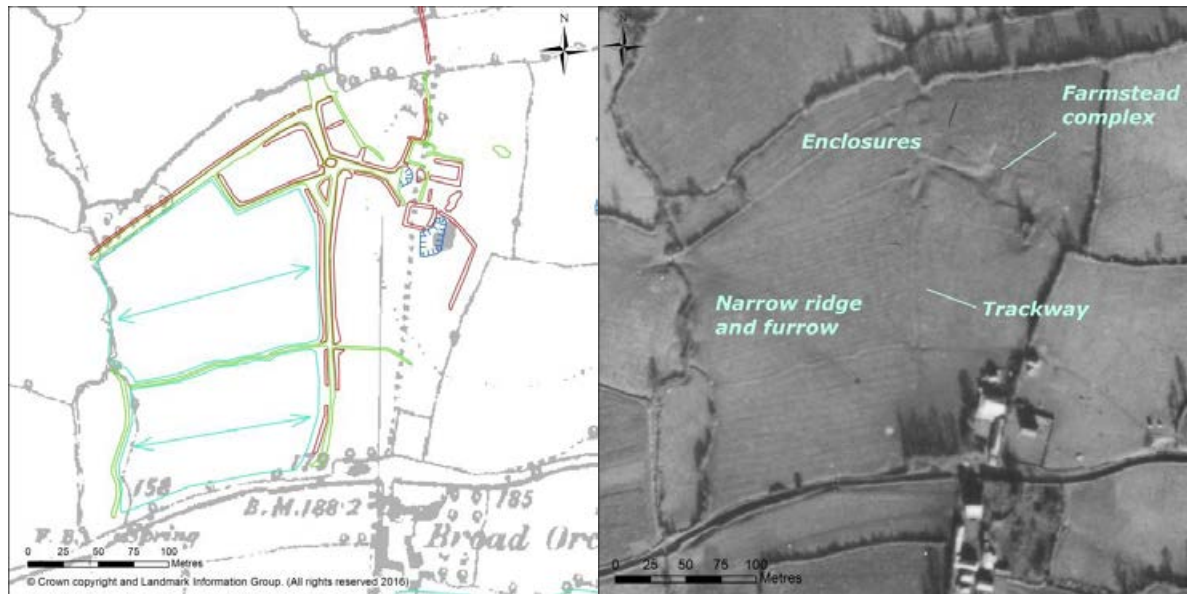 N
158
179
B.M.188·2
185
F.B. Spring
Broad Orc
0 25 50 75 100
Metres
© Crown copyright and Landmark Information Group. (All rights reserved 2016)
N
Farmstead
complex
Enclosures
Narrow ridge
and furrow
Trackway
0 25 50 75 100
Metres